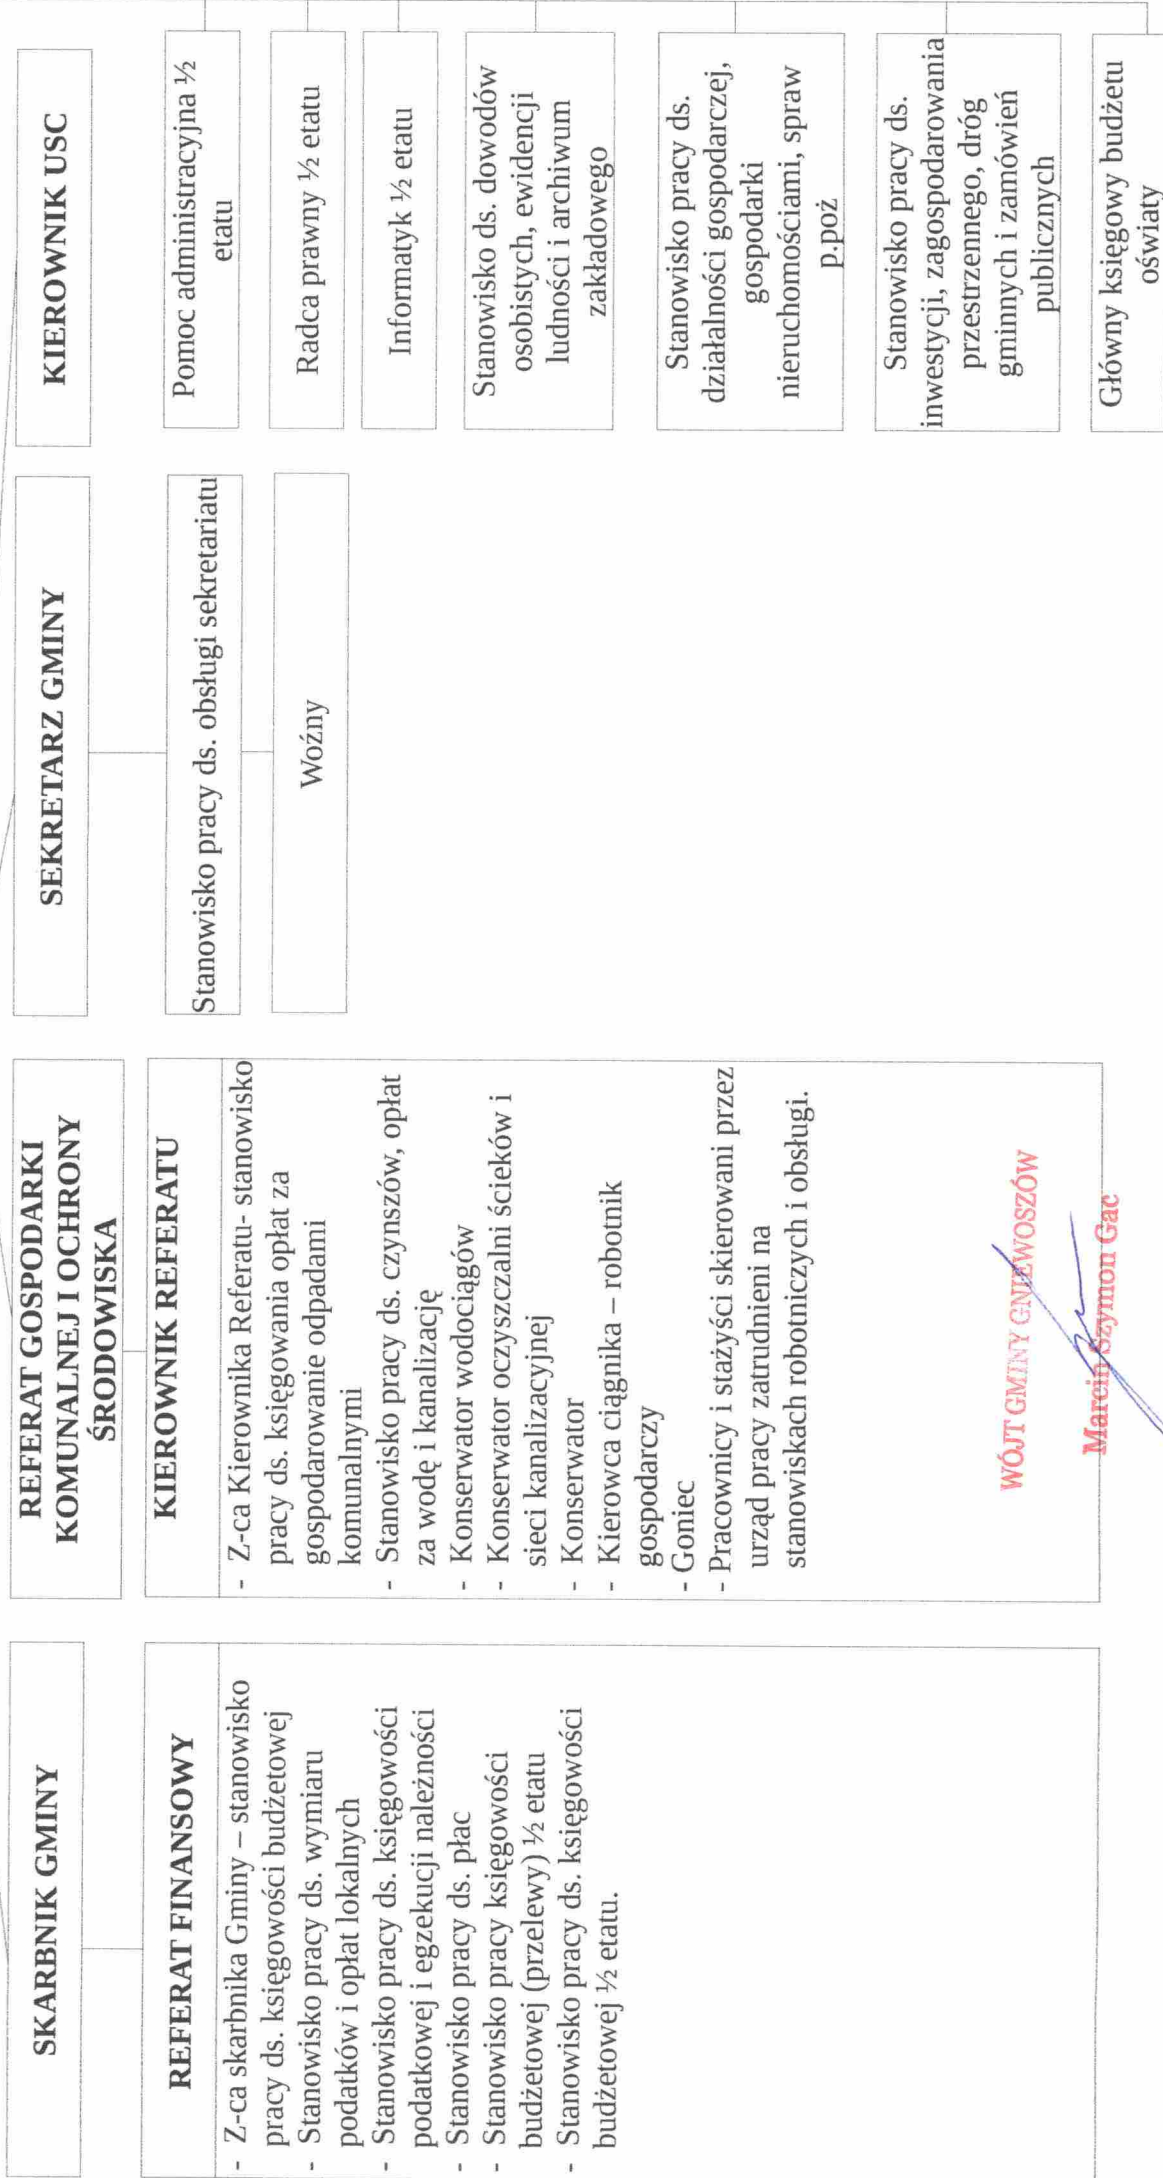 SKARBNIK GMINY
REFERAT FINANSOWY
- Z-ca skarbnika Gminy – stanowisko
pracy ds. księgowości budżetowej
- Stanowisko pracy ds. wymiaru
podatków i opłat lokalnych
- Stanowisko pracy ds. księgowości
podatkowej i egzekucji należności
- Stanowisko pracy ds. płac
- Stanowisko pracy księgowości
budżetowej (przelewy) ½ etatu
- Stanowisko pracy ds. księgowości
budżetowej ½ etatu.
REFERAT GOSPODARKI
KOMUNALNEJ I OCHRONY
ŚRODOWISKA
KIEROWNIK REFERATU
- Z-ca Kierownika Referatu- stanowisko
pracy ds. księgowania opłat za
gospodarowanie odpadami
komunalnymi
- Stanowisko pracy ds. czynszów, opłat
za wodę i kanalizację
- Konserwator wodociągów
- Konserwator oczyszczalni ścieków i
sieci kanalizacyjnej
- Konserwator
- Kierowca ciągnika – robotnik
gospodarczy
- Goniec
- Pracownicy i stażyści skierowani przez
urząd pracy zatrudnieni na
stanowiskach robotniczych i obsługi.
WÓJT GMINY GNIEWOSZÓW
Marcin Szymon Gac
SEKRETARZ GMINY
Stanowisko pracy ds. obsługi sekretariatu
Woźny
KIEROWNIK USC
Pomoc administracyjna ½
etatu
Radca prawny ½ etatu
Informatyk ½ etatu
Stanowisko ds. dowodów
osobistych, ewidencji
ludności i archiwum
zakładowego
Stanowisko pracy ds.
działalności gospodarczej,
gospodarki
nieruchomościami, spraw
p.poż
Stanowisko pracy ds.
inwestycji, zagospodarowania
przestrzennego, dróg
gminnych i zamówień
publicznych
Główny księgowy budżetu
oświaty